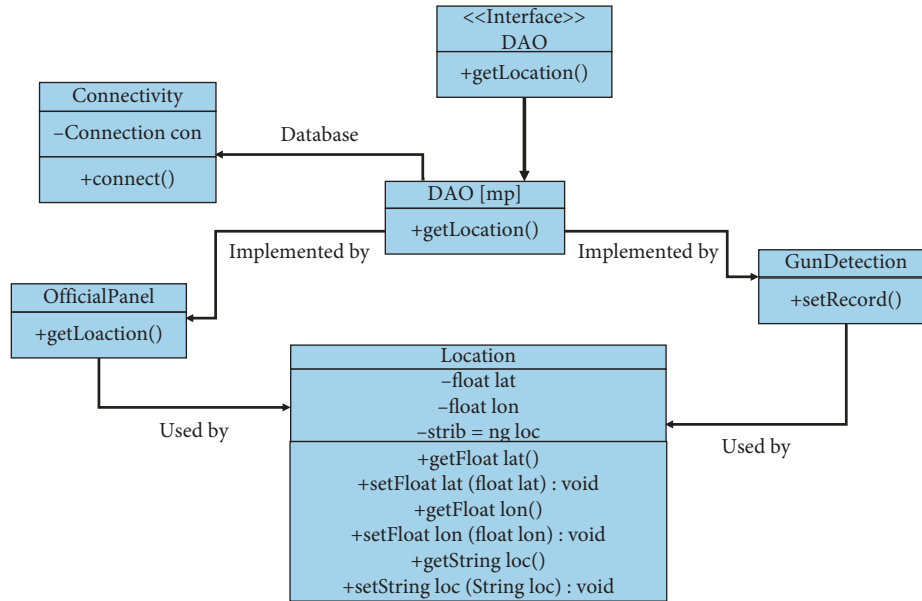 <<Interface>>
DAO
+getLocation()
Connectivity
–Connection con
+connect()
Database
DAO [mp]
+getLocation()
Implemented by
Implemented by
GunDetection
+setRecord()
OfficialPanel
+getLoaction()
Location
–float lat
–float lon
–strib = ng loc
Used by
Used by
+getFloat lat()
+setFloat lat (float lat) : void
+getFloat lon()
+setFloat lon (float lon) : void
+getString loc()
+setString loc (String loc) : void